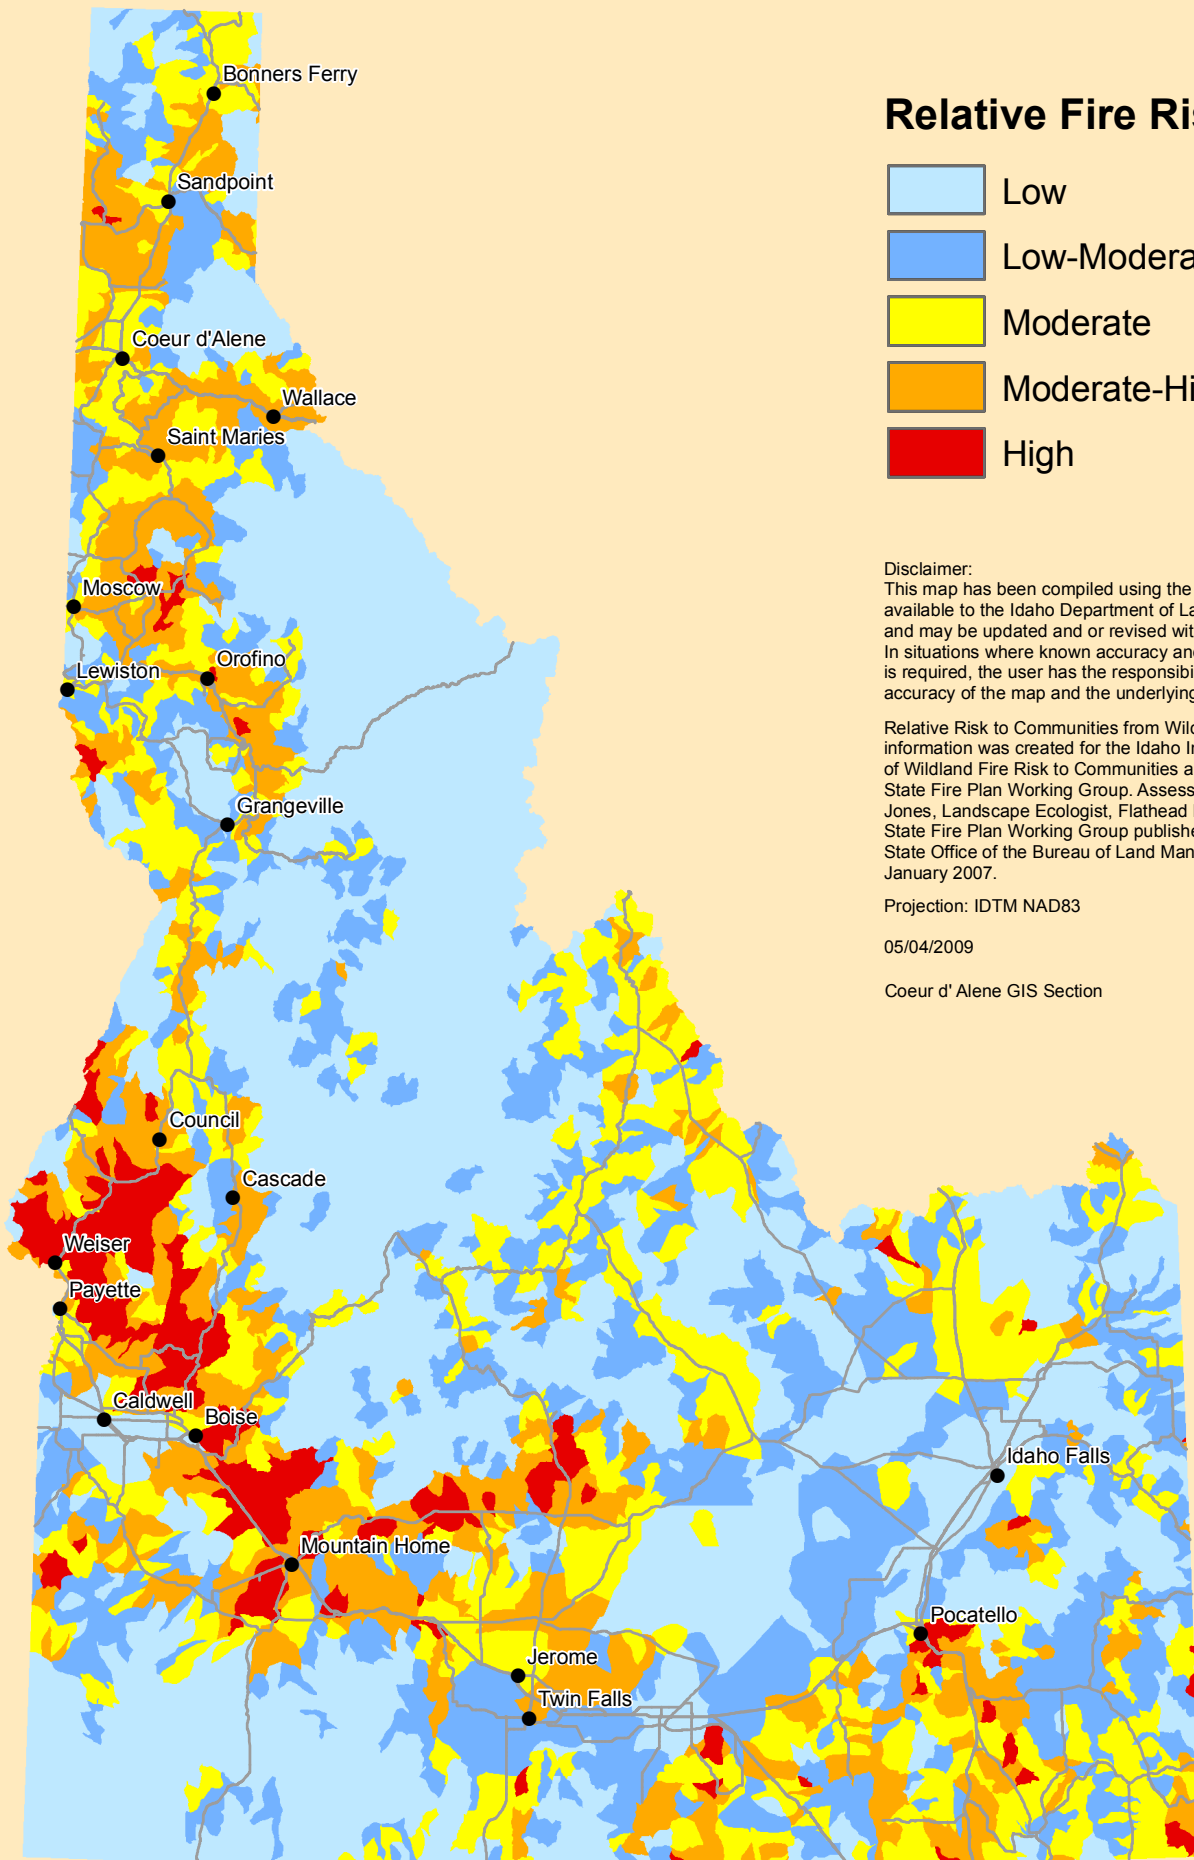 Relative Fire Ris
Low
Low-Modera
Moderate
Moderate-Hi
High
Disclaimer:
This map has been compiled using the
available to the Idaho Department of La
and may be updated and or revised wit
In situations where known accuracy and
is required, the user has the responsibi
accuracy of the map and the underlying
Relative Risk to Communities from Wild
information was created for the Idaho In
of Wildland Fire Risk to Communities a
State Fire Plan Working Group. Assess
Jones, Landscape Ecologist, Flathead
State Fire Plan Working Group publishe
State Office of the Bureau of Land Man
January 2007.
Projection: IDTM NAD83
05/04/2009
Coeur d' Alene GIS Section
Bonners Ferry
Sandpoint
Coeur d'Alene
Wallace
Saint Maries
Moscow
Orofino
Lewiston
Grangeville
Council
Cascade
Weiser
Payette
Caldwell
Boise
Idaho Falls
Mountain Home
Pocatello
Jerome
Twin Falls